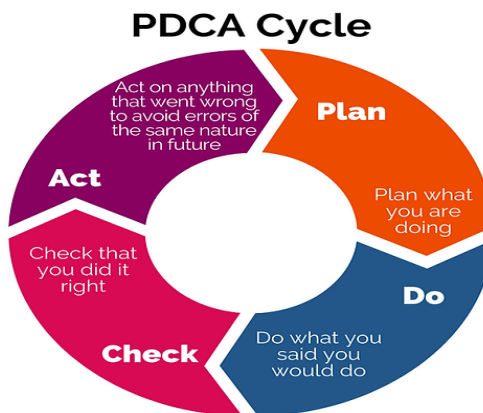 PDCA Cycle
Plan
Plan what
you are
doing
Do
Do what you
said you
would do
Check
Check that
you did it
right
Act
Act on anything
that went wrong
to avoid errors of
the same nature
in future